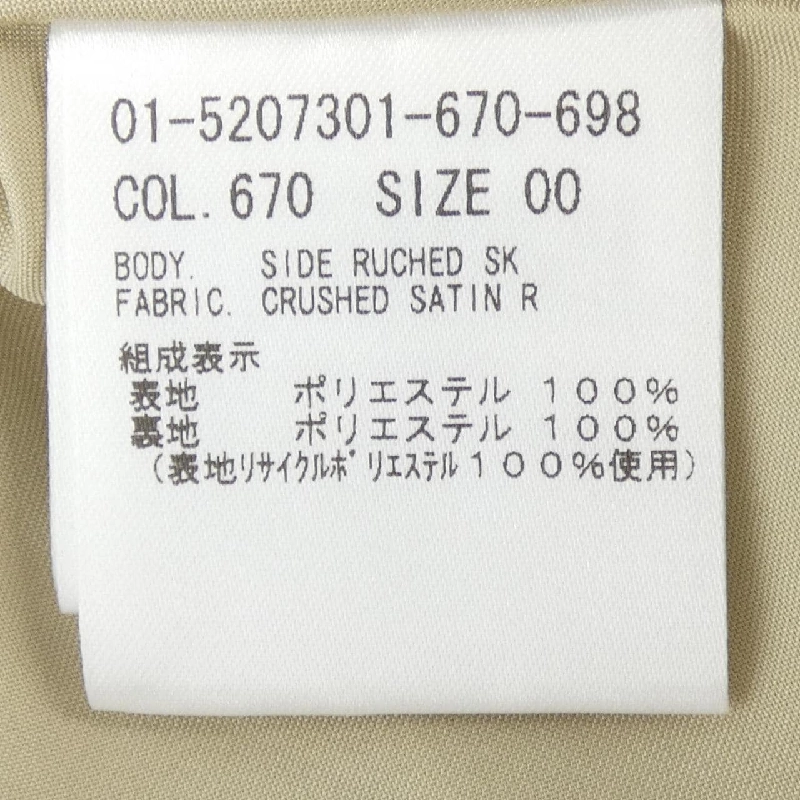 01-5207301-670-698
COL. 670 SIZE 00
BODY. SIDE RUCHED SK
FABRIC. CRUSHED SATIN R
組成表示
表地 ポリエステル 100%
裏地 ポリエステル 100%
(表地リサイクルポリエステル100%使用)